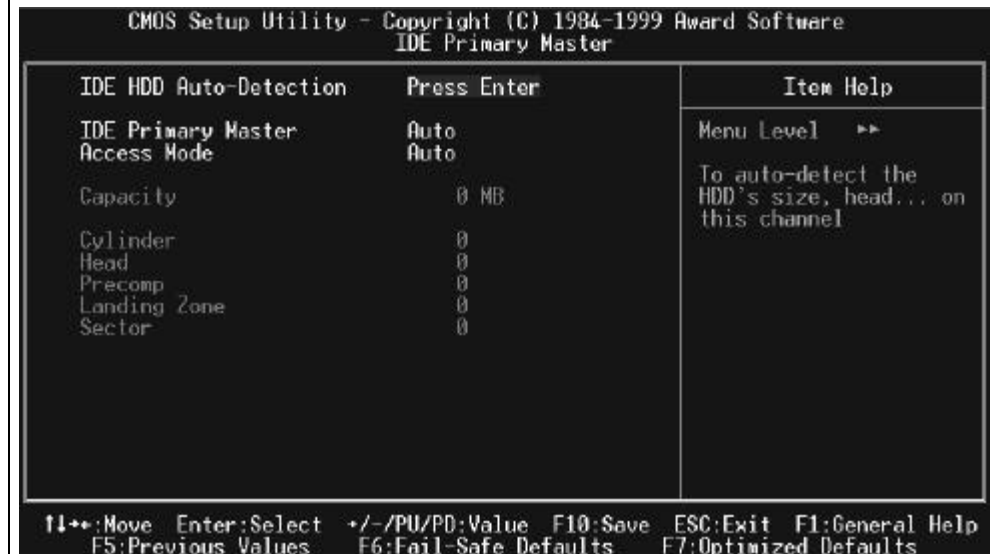 CMOS Setup Utility - Copyright (C) 1984-1999 Award Software
IDE Primary Master
IDE HDD Auto-Detection Press Enter
IDE Primary Master Auto
Access Mode Auto
Capacity 0 MB
Cylinder 0
Head 0
Precomp 0
Landing Zone 0
Sector 0
Item Help
Menu Level ►►
To auto-detect the
HDD's size, head... on
this channel
↑↓→←:Move Enter:Select +/-/PU/PD:Value F10:Save ESC:Exit F1:General Help
F5:Previous Values F6:Fail-Safe Defaults F7:Optimized Defaults